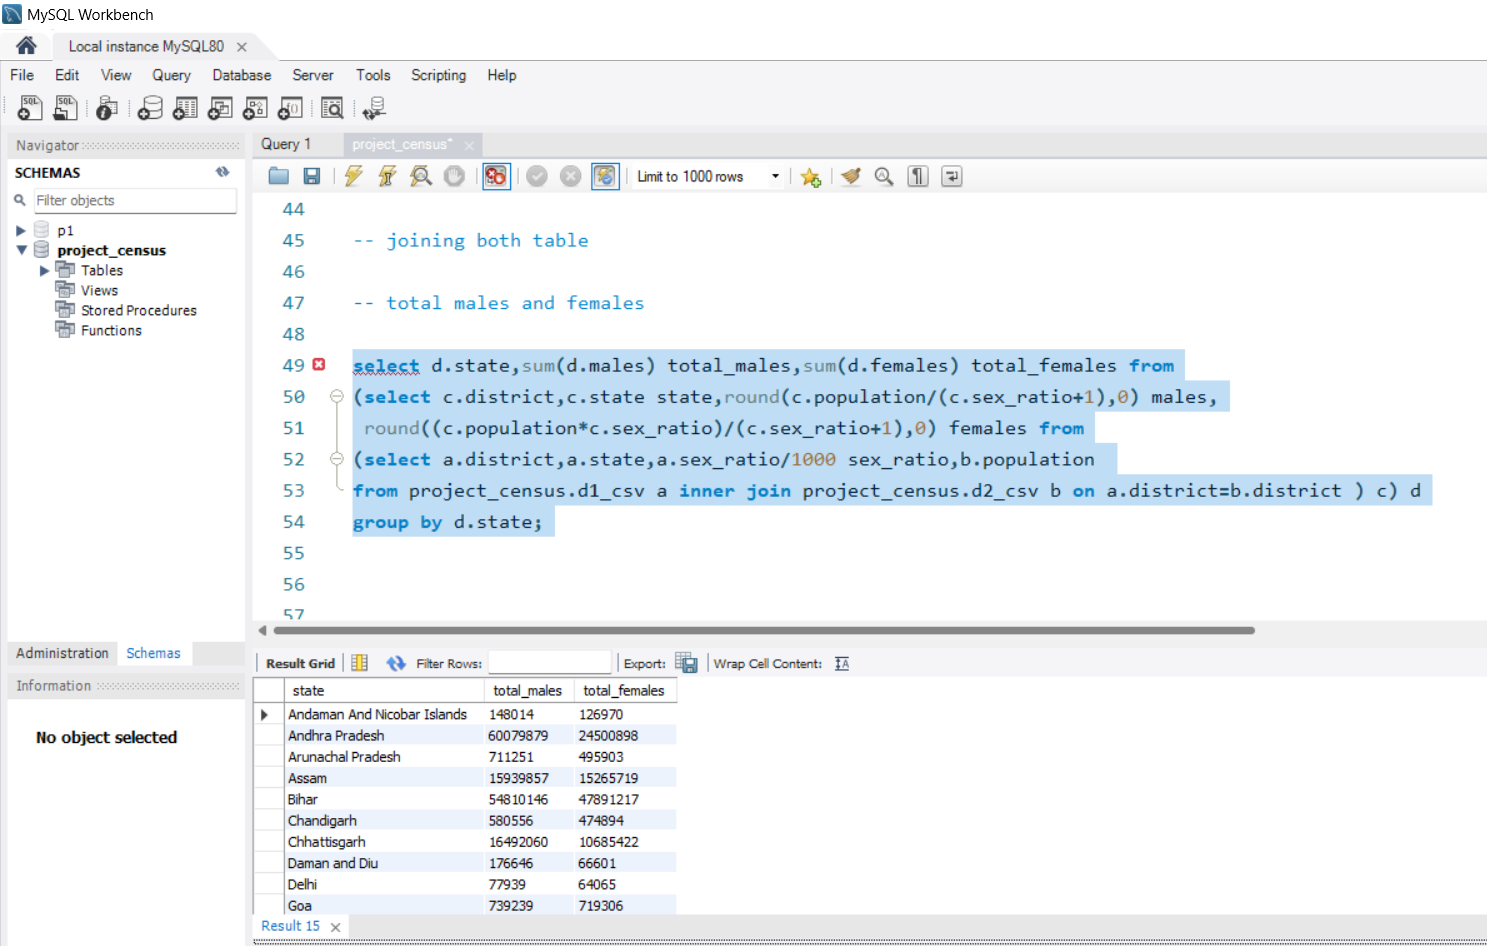 MySQL Workbench
Local instance MySQL80
File Edit View Query Database Server Tools Scripting Help
Navigator
SCHEMAS
Filter objects
p1
project_census
Tables
Views
Stored Procedures
Functions
Administration Schemas
Information
No object selected
Query 1 project_census*
Limit to 1000 rows
44
45 -- joining both table
46
47 -- total males and females
48
49 select d.state,sum(d.males) total_males,sum(d.females) total_females from
50 (select c.district,c.state state,round(c.population/(c.sex_ratio+1),0) males,
51 round((c.population*c.sex_ratio)/(c.sex_ratio+1),0) females from
52 (select a.district,a.state,a.sex_ratio/1000 sex_ratio,b.population
53 from project_census.d1_csv a inner join project_census.d2_csv b on a.district=b.district ) c) d
54 group by d.state;
55
56
57
Result Grid Filter Rows: Export: Wrap Cell Content:
state total_males total_females
Andaman And Nicobar Islands 148014 126970
Andhra Pradesh 60079879 24500898
Arunachal Pradesh 711251 495903
Assam 15939857 15265719
Bihar 54810146 47891217
Chandigarh 580556 474894
Chhattisgarh 16492060 10685422
Daman and Diu 176646 66601
Delhi 77939 64065
Goa 739239 719306
Result 15